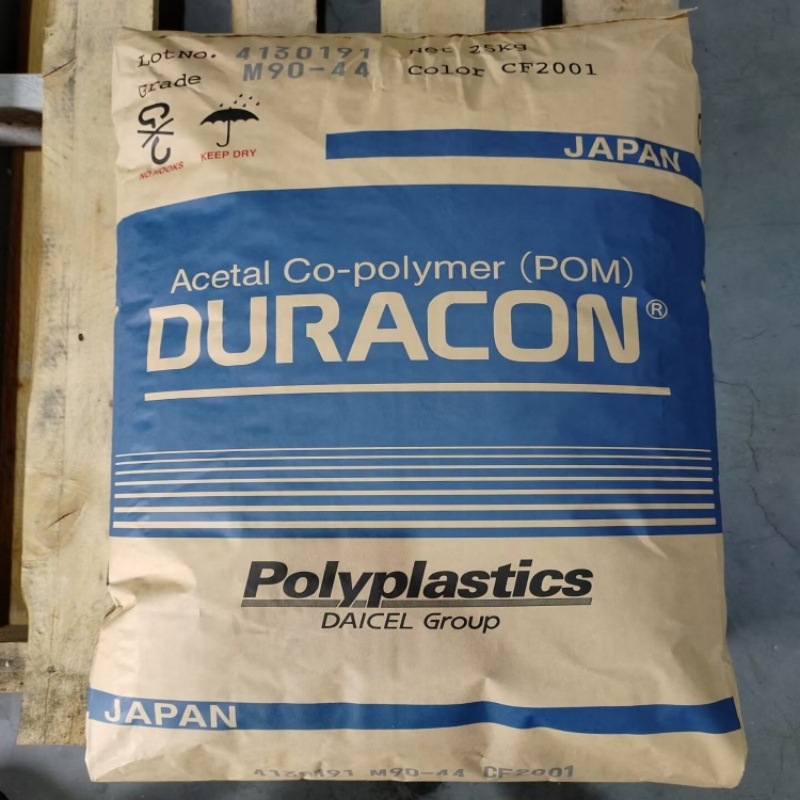 Lot No. 4130191 Net 25kg
Grade M90-44 Color CF2001
NO HOOKS
KEEP DRY
JAPAN
Acetal Co-polymer (POM)
DURACON®
Polyplastics
DAICEL Group
JAPAN
4130191 M90-44 CF2001